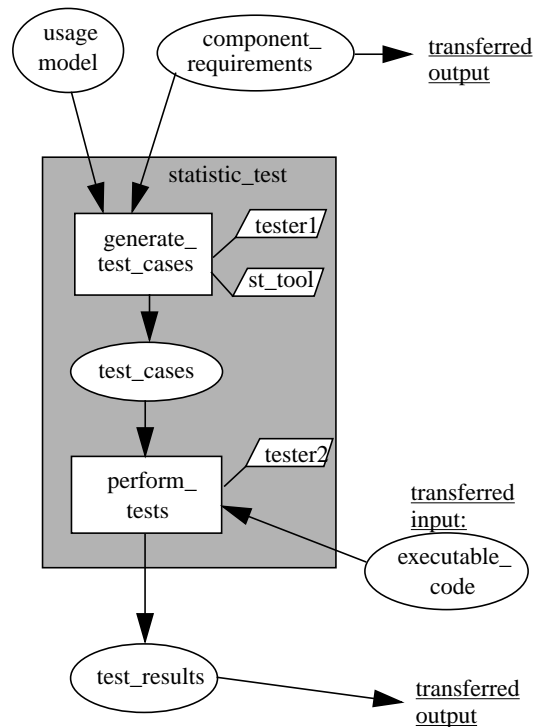 usage
model
component_
requirements
transferred
output
statistic_test
generate_
test_cases
tester1
st_tool
test_cases
tester2
perform_
tests
transferred
input:
executable_
code
test_results
transferred
output